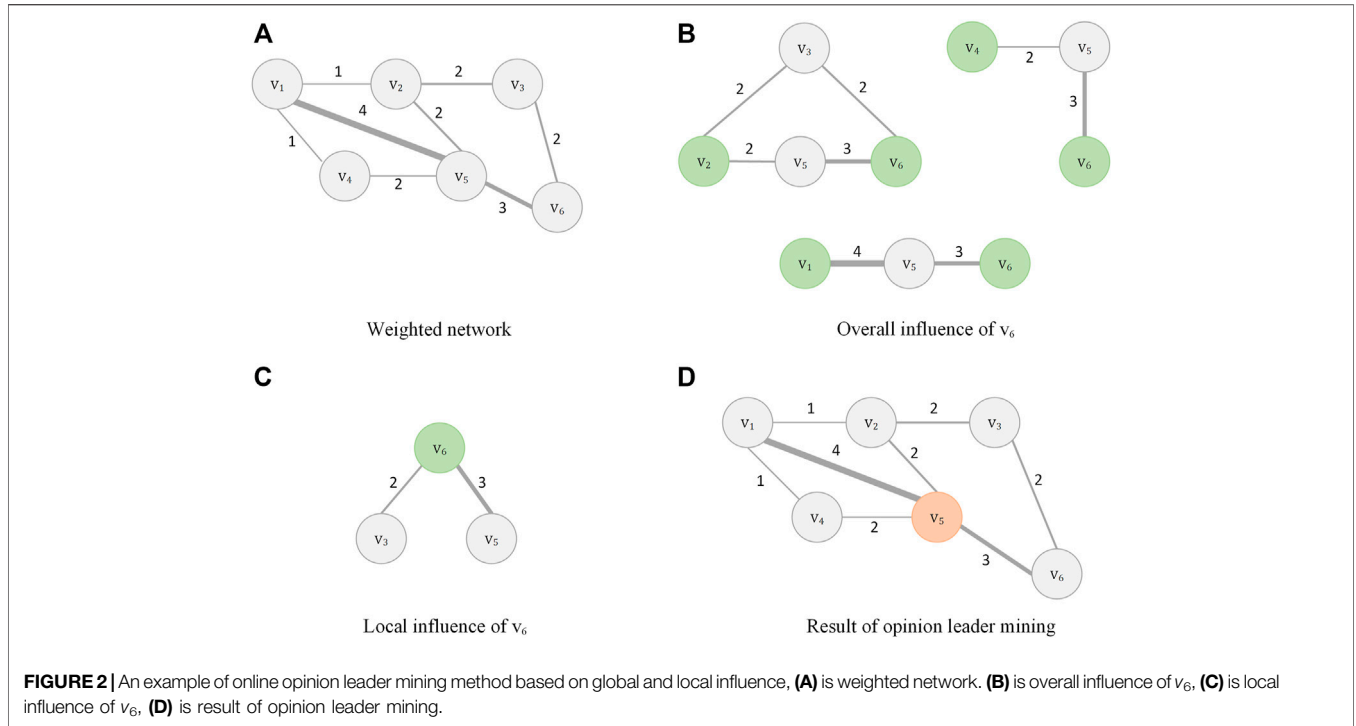 A
V₁
1
V₂
2
V₃
4
2
1
2
V₄
2
V₅
3
V₆
Weighted network
B
V₃
2
2
V₂
2
V₅
3
V₆
V₄
2
V₅
3
V₆
V₁
4
V₅
3
V₆
Overall influence of v₆
C
V₆
2
3
V₃
V₅
Local influence of v₆
D
V₁
1
V₂
2
V₃
4
2
1
2
V₄
2
V₅
3
V₆
Result of opinion leader mining
FIGURE 2 | An example of online opinion leader mining method based on global and local influence, (A) is weighted network. (B) is overall influence of v₆, (C) is local
influence of v₆, (D) is result of opinion leader mining.